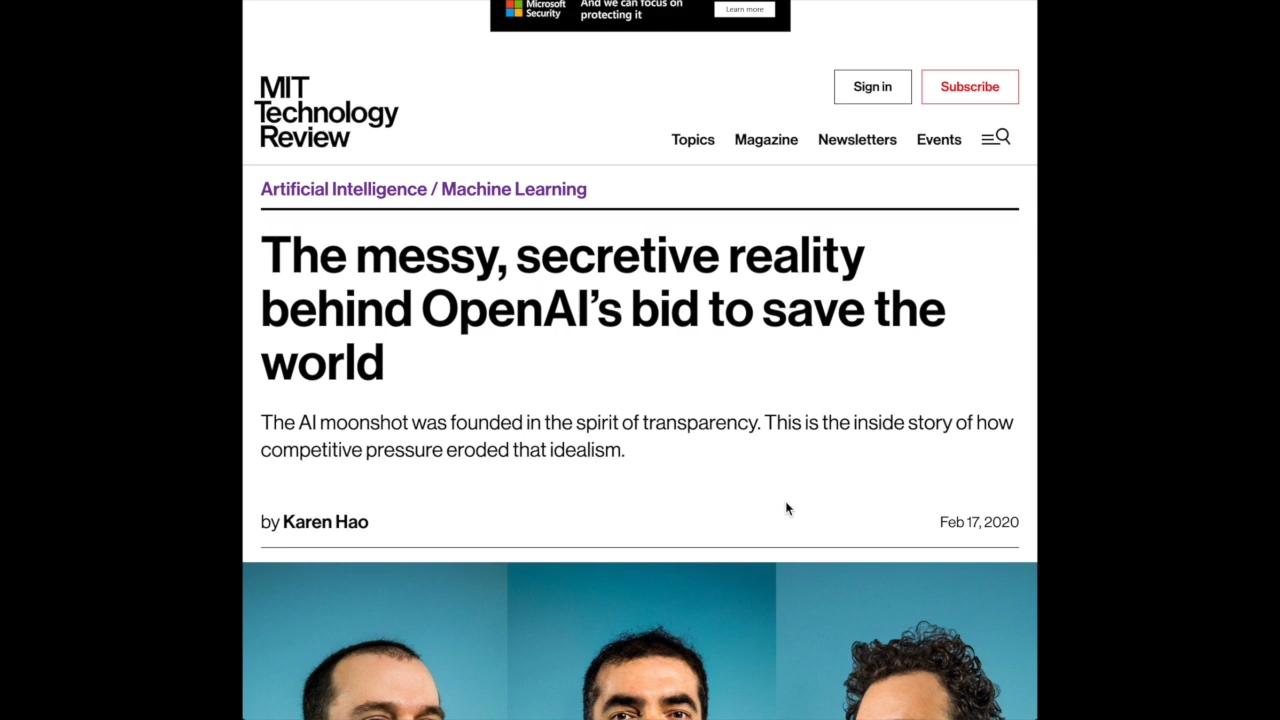 Microsoft And we can focus on
Security protecting it
Learn more
MIT
Technology
Review
Sign in
Subscribe
Topics Magazine Newsletters Events
Artificial Intelligence / Machine Learning
The messy, secretive reality
behind OpenAI’s bid to save the
world
The AI moonshot was founded in the spirit of transparency. This is the inside story of how
competitive pressure eroded that idealism.
by Karen Hao
Feb 17, 2020